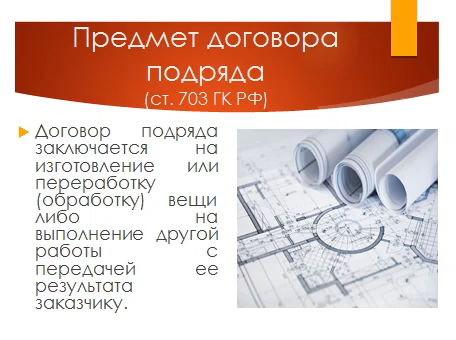 Предмет договора
подряда
(ст. 703 ГК РФ)
Договор подряда
заключается на
изготовление или
переработку
(обработку) вещи
либо на
выполнение другой
работы с
передачей ее
результата
заказчику.